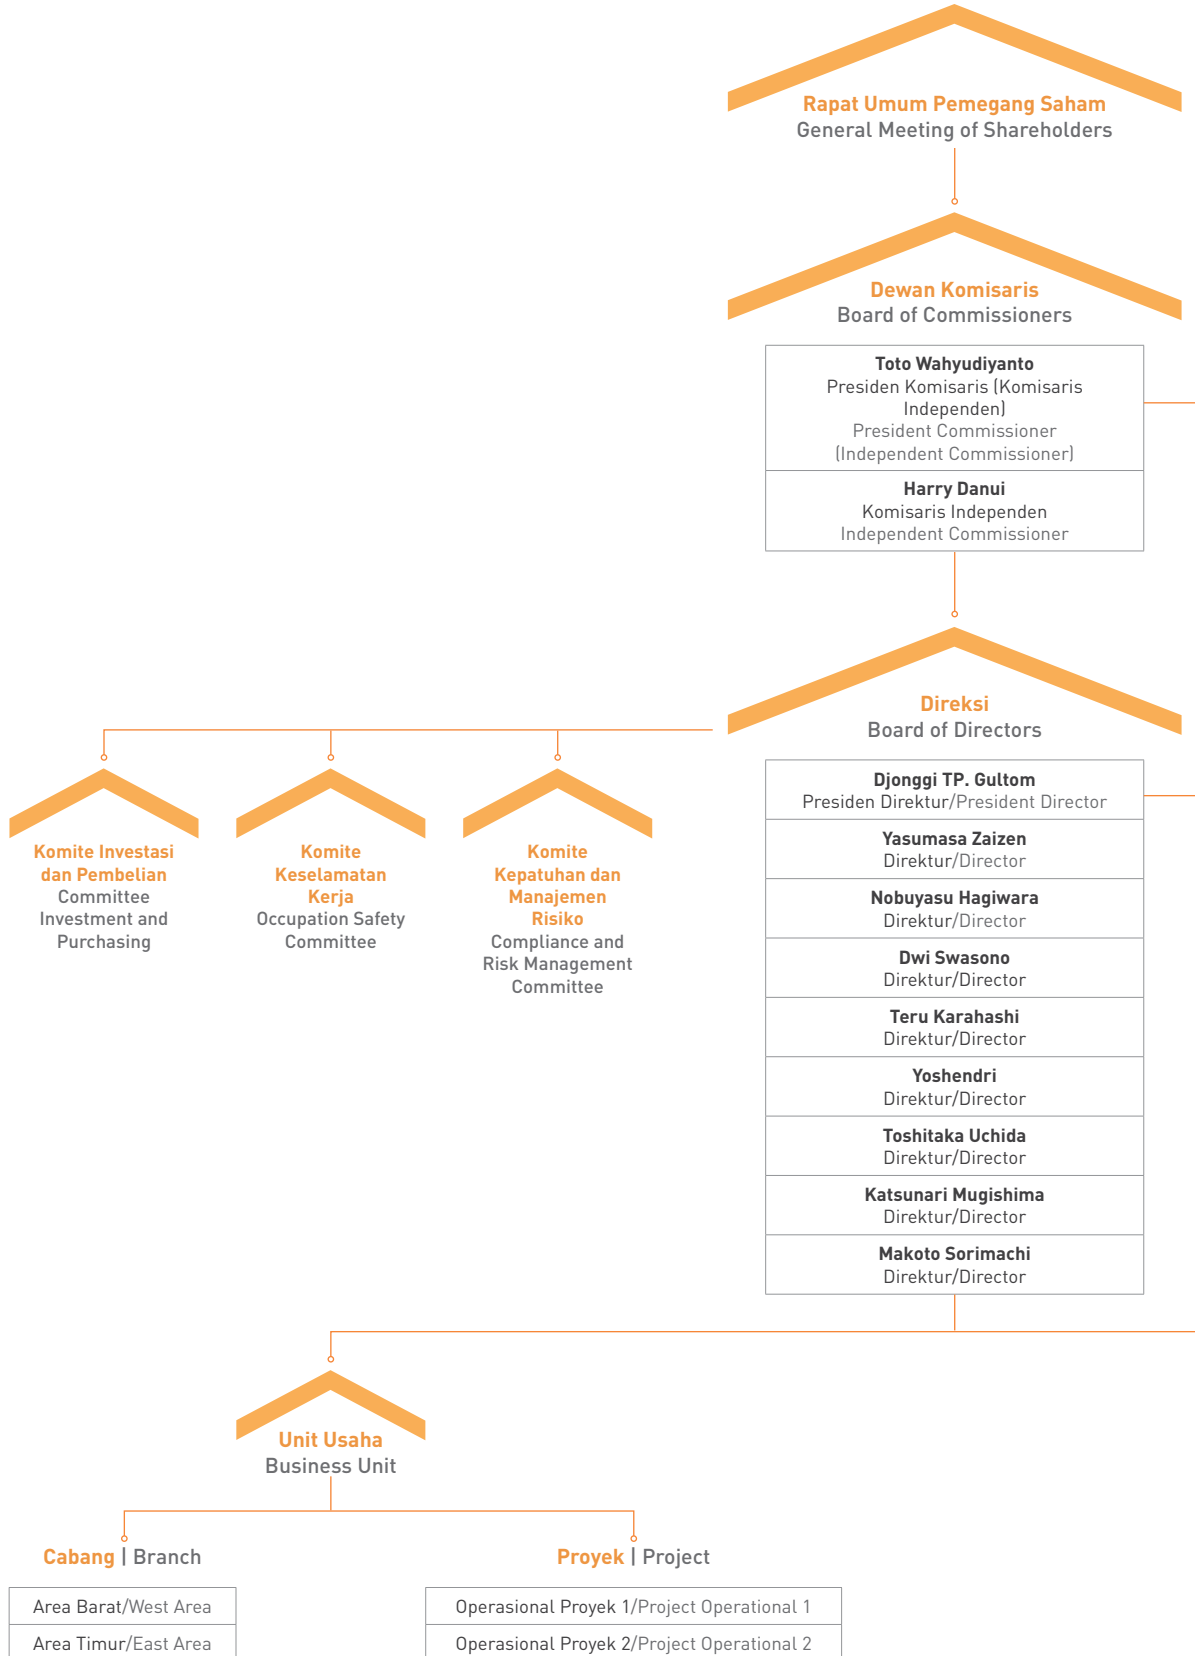 Rapat Umum Pemegang Saham
General Meeting of Shareholders
Dewan Komisaris
Board of Commissioners
Toto Wahyudiyanto
Presiden Komisaris (Komisaris
Independen)
President Commissioner
(Independent Commissioner)
Harry Danui
Komisaris Independen
Independent Commissioner
Direksi
Board of Directors
Djonggi TP. Gultom
Presiden Direktur/President Director
Yasumasa Zaizen
Direktur/Director
Nobuyasu Hagiwara
Direktur/Director
Dwi Swasono
Direktur/Director
Teru Karahashi
Direktur/Director
Yoshendri
Direktur/Director
Toshitaka Uchida
Direktur/Director
Katsunari Mugishima
Direktur/Director
Makoto Sorimachi
Direktur/Director
Komite Investasi
dan Pembelian
Committee
Investment and
Purchasing
Komite
Keselamatan
Kerja
Occupation Safety
Committee
Komite
Kepatuhan dan
Manajemen
Risiko
Compliance and
Risk Management
Committee
Unit Usaha
Business Unit
Cabang | Branch
Area Barat/West Area
Area Timur/East Area
Proyek | Project
Operasional Proyek 1/Project Operational 1
Operasional Proyek 2/Project Operational 2